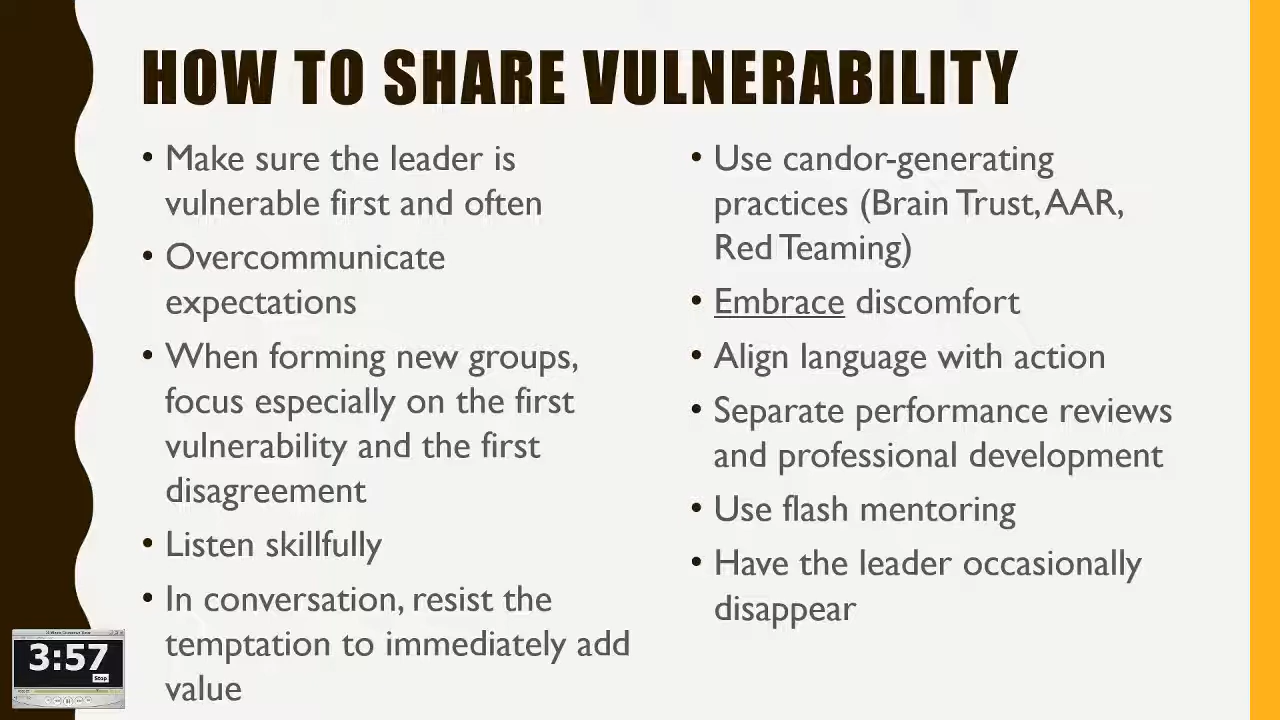 HOW TO SHARE VULNERABILITY
• Make sure the leader is
vulnerable first and often
• Overcommunicate
expectations
• When forming new groups,
focus especially on the first
vulnerability and the first
disagreement
• Listen skillfully
• In conversation, resist the
temptation to immediately add
value
• Use candor-generating
practices (Brain Trust, AAR,
Red Teaming)
• Embrace discomfort
• Align language with action
• Separate performance reviews
and professional development
• Use flash mentoring
• Have the leader occasionally
disappear
3:57
Stop